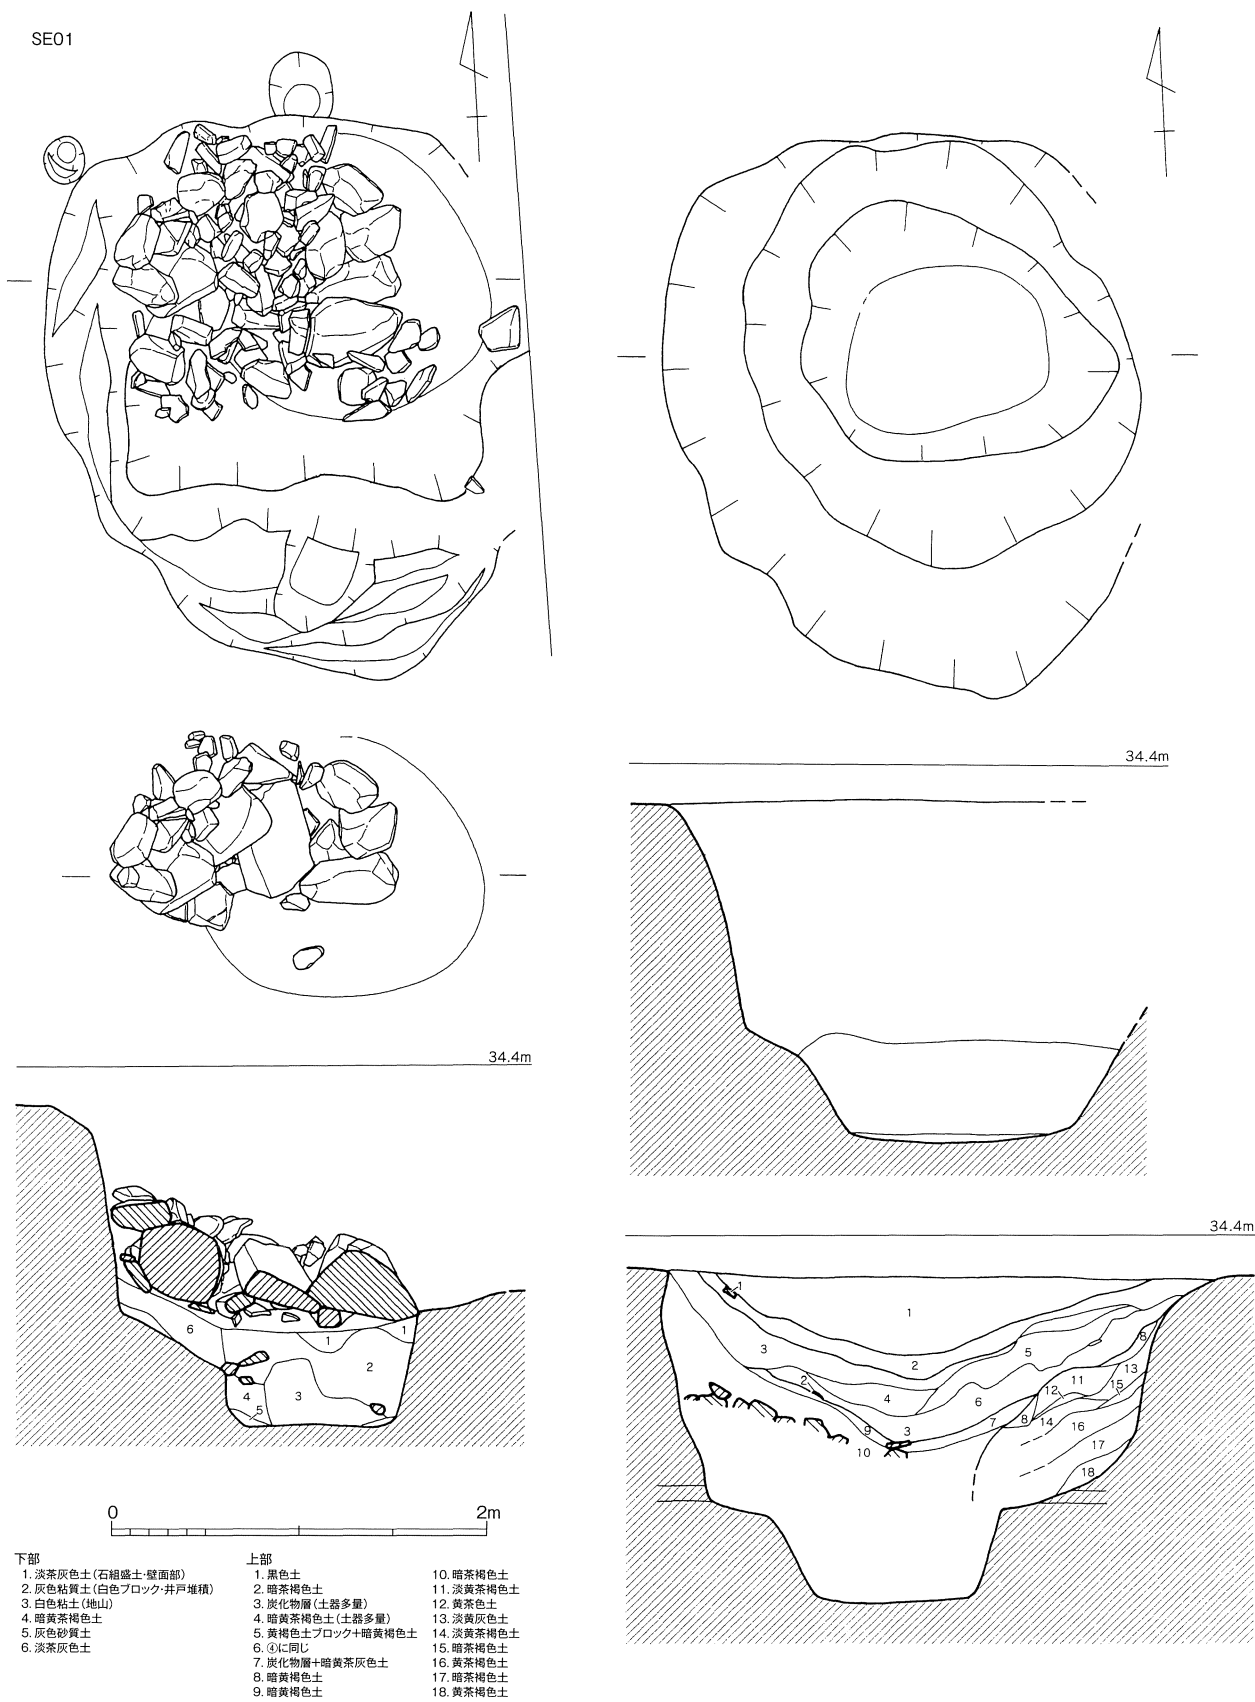 SE01
34.4m
34.4m
6
1
1
2
4
3
5
34.4m
1
1
3
2
5
8
2
4
6
11
13
12
15
9
3
7
8
14
16
10
17
18
0
2m
下部
1. 淡茶灰色土(石組盛土・壁面部)
2. 灰色粘質土(白色ブロック・井戸堆積)
3. 白色粘土(地山)
4. 暗黄茶褐色土
5. 灰色砂質土
6. 淡茶灰色土
上部
1. 黒色土
2. 暗茶褐色土
3. 炭化物層(土器多量)
4. 暗黄茶褐色土(土器多量)
5. 黄褐色土ブロック+暗黄褐色土
6. ④に同じ
7. 炭化物層+暗黄茶灰色土
8. 暗黄褐色土
9. 暗黄褐色土
10. 暗茶褐色土
11. 淡黄茶褐色土
12. 黄茶色土
13. 淡黄灰色土
14. 淡黄茶褐色土
15. 暗茶褐色土
16. 黄茶褐色土
17. 暗茶褐色土
18. 黄茶褐色土